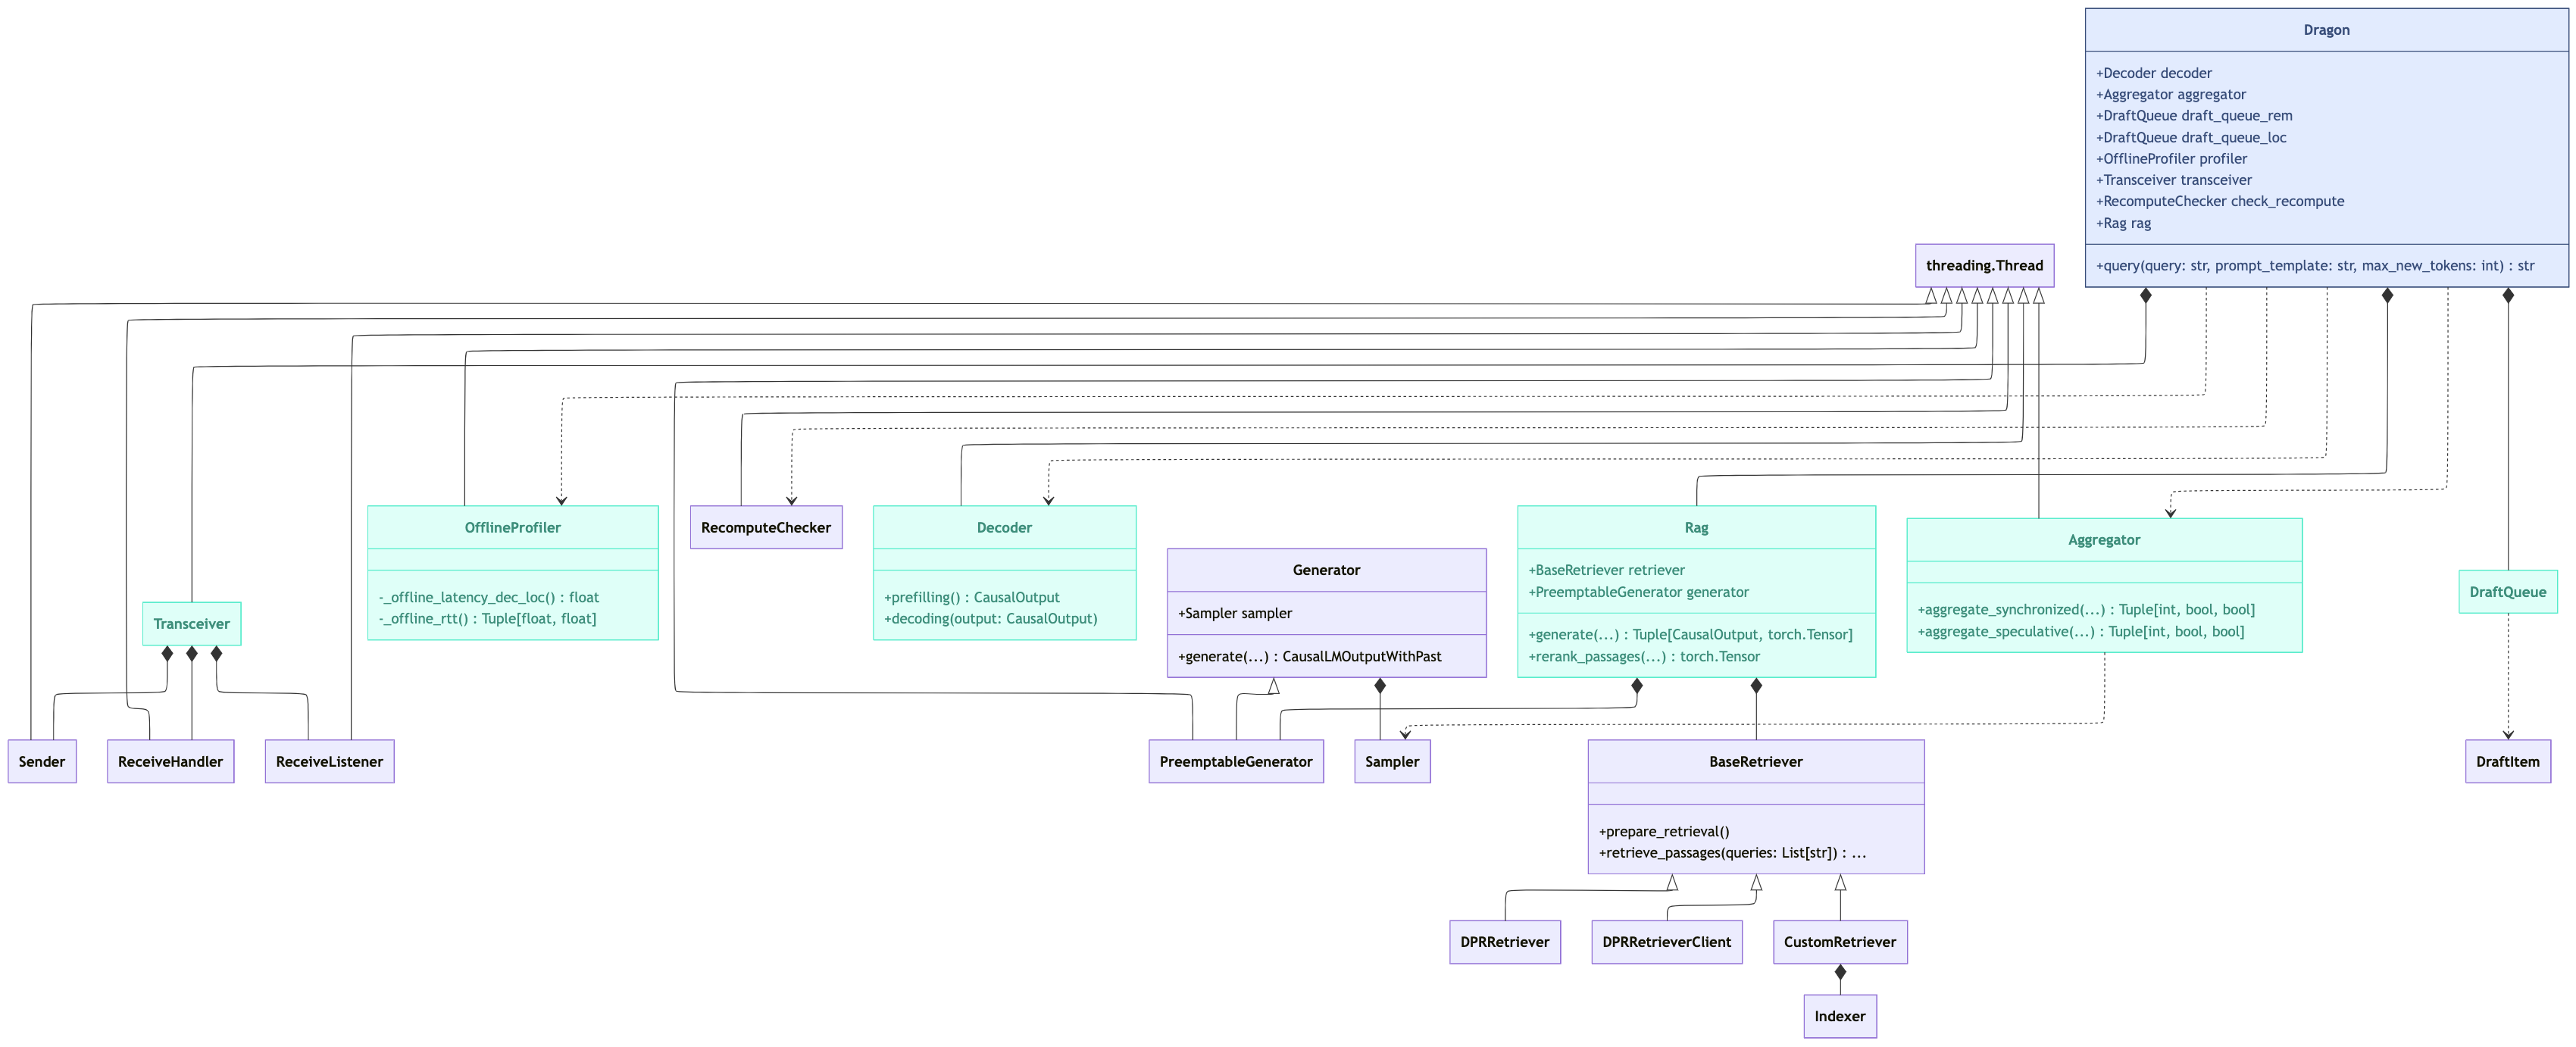 Dragon
+Decoder decoder
+Aggregator aggregator
+DraftQueue draft_queue_rem
+DraftQueue draft_queue_loc
+OfflineProfiler profiler
+Transceiver transceiver
+RecomputeChecker check_recompute
+Rag rag
+query(query: str, prompt_template: str, max_new_tokens: int) : str
threading.Thread
OfflineProfiler
-_offline_latency_dec_loc() : float
-_offline_rtt() : Tuple[float, float]
RecomputeChecker
Decoder
+prefilling() : CausalOutput
+decoding(output: CausalOutput)
Generator
+Sampler sampler
+generate(...) : CausalLMOutputWithPast
Rag
+BaseRetriever retriever
+PreemptableGenerator generator
+generate(...) : Tuple[CausalOutput, torch.Tensor]
+rerank_passages(...) : torch.Tensor
Aggregator
+aggregate_synchronized(...) : Tuple[int, bool, bool]
+aggregate_speculative(...) : Tuple[int, bool, bool]
DraftQueue
Transceiver
Sender
ReceiveHandler
ReceiveListener
PreemptableGenerator
Sampler
BaseRetriever
+prepare_retrieval()
+retrieve_passages(queries: List[str]) : ...
DraftItem
DPRRetriever
DPRRetrieverClient
CustomRetriever
Indexer